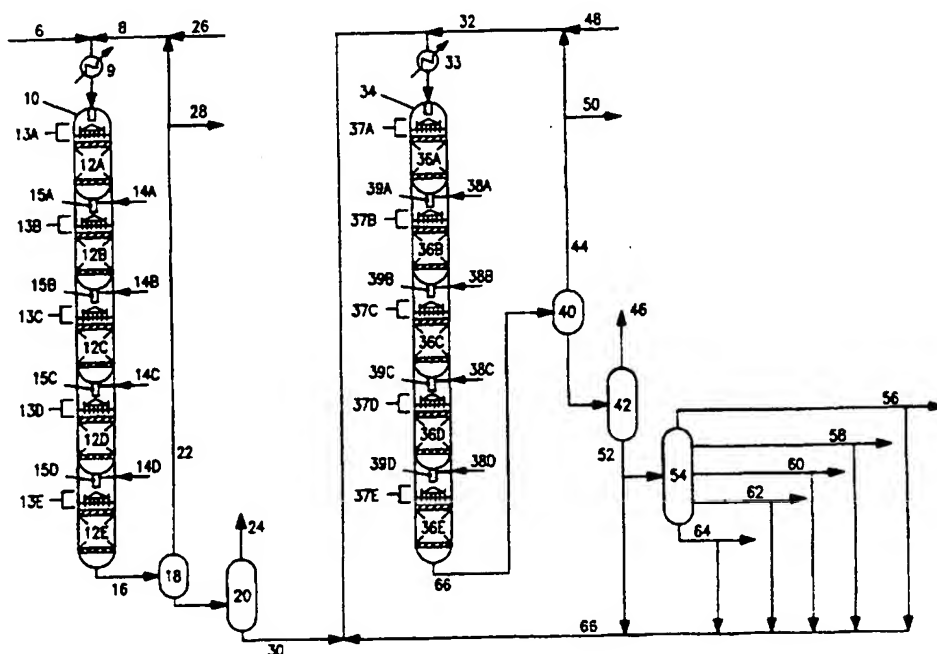 6 8 26 32 48
9 33
10 34
28 50
13A 37A
12A 36A
15A 14A 39A 38A
13B 37B
12B 36B 44
15B 14B 39B 38B
13C 37C 40 46
12C 36C
15C 14C 39C 38C
13D 37D 42 56
12D 36D 58
22 52
15D 14D 39D 38D 54 60
13E 37E 62
24
12E 36E 64
16 18 66
20
30 66